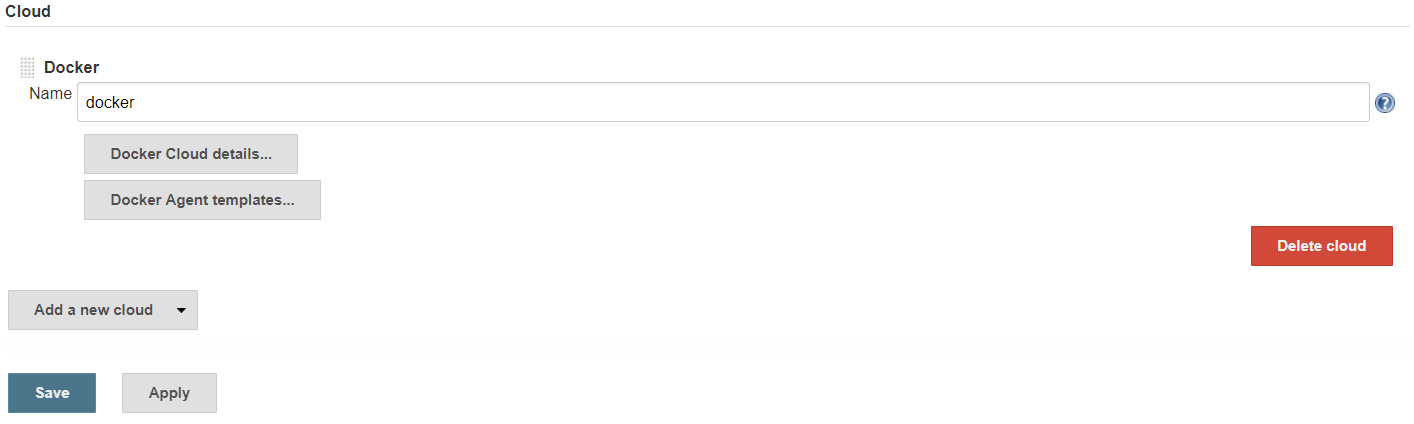 Cloud
Docker
Name docker ?
Docker Cloud details...
Docker Agent templates...
Delete cloud
Add a new cloud
Save Apply